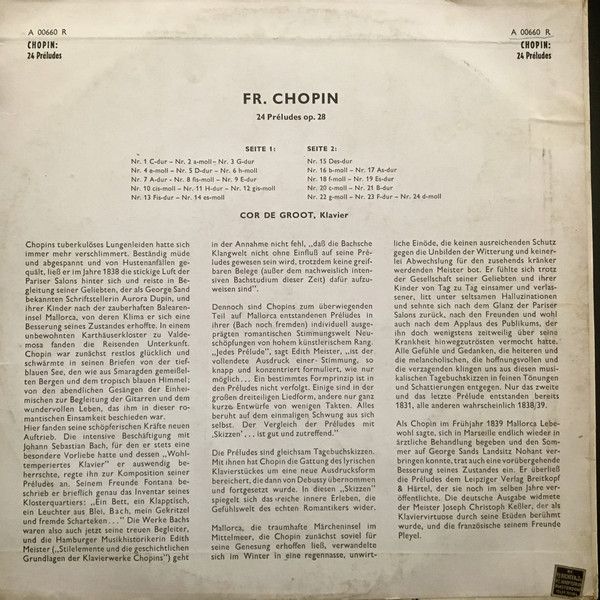 A 00660 R
CHOPIN:
24 Préludes
A 00660 R
CHOPIN:
24 Préludes
FR. CHOPIN
24 Préludes op. 28
SEITE 1:
Nr. 1 C-dur – Nr. 2 a-moll – Nr. 3 G-dur
Nr. 4 e-moll – Nr. 5 D-dur – Nr. 6 h-moll
Nr. 7 A-dur – Nr. 8 fis-moll – Nr. 9 E-dur
Nr. 10 cis-moll – Nr. 11 H-dur – Nr. 12 gis-moll
Nr. 13 Fis-dur – Nr. 14 es-moll
SEITE 2:
Nr. 15 Des-dur
Nr. 16 b-moll – Nr. 17 As-dur
Nr. 18 f-moll – Nr. 19 Es-dur
Nr. 20 c-moll – Nr. 21 B-dur
Nr. 22 g-moll – Nr. 23 F-dur – Nr. 24 d-moll
COR DE GROOT, Klavier
Chopins tuberkulöses Lungenleiden hatte sich
immer mehr verschlimmert. Beständig müde
und abgespannt und von Hustenanfällen ge-
quält, ließ er im Jahre 1838 die stickige Luft der
Pariser Salons hinter sich und reiste in Be-
gleitung seiner Geliebten, der als George Sand
bekannten Schriftstellerin Aurora Dupin, und
ihrer Kinder nach der zauberhaften Balearen-
insel Mallorca, von deren Klima er sich eine
Besserung seines Zustandes erhoffte. In einem
unbewohnten Karthäuserkloster zu Valde-
mosa fanden die Reisenden Unterkunft.
Chopin war zunächst restlos glücklich und
schwärmte in seinen Briefen von der tief-
blauen See, den wie aus Smaragden gemeißel-
ten Bergen und dem tropisch blauen Himmel;
von den abendlichen Gesängen der Einhei-
mischen zur Begleitung der Gitarren und dem
wundervollen Leben, das ihm in dieser ro-
mantischen Einsamkeit beschieden war.
Hier fanden seine schöpferischen Kräfte neuen
Auftrieb. Die intensive Beschäftigung mit
Johann Sebastian Bach, für den er stets eine
besondere Vorliebe hatte und dessen „Wohl-
temperiertes Klavier" er auswendig be-
herrschte, regte ihn zur Komposition seiner
Préludes an. Seinem Freunde Fontana be-
schrieb er brieflich genau das Inventar seines
Klosterquartiers: „Ein Bett, ein Klapptisch,
ein Leuchter aus Blei, Bach, mein Gekritzel
und fremde Scharteken. . ." Die Werke Bachs
waren also auch jetzt seine treuen Begleiter,
und die Hamburger Musikhistorikerin Edith
Meister („Stilelemente und die geschichtlichen
Grundlagen der Klavierwerke Chopins") geht
in der Annahme nicht fehl, „daß die Bachsche
Klangwelt nicht ohne Einfluß auf seine Pré-
ludes gewesen sein wird, trotzdem keine greif-
baren Belege (außer dem nachweislich inten-
siven Bachstudium dieser Zeit) dafür aufzu-
weisen sind".
Dennoch sind Chopins zum überwiegenden
Teil auf Mallorca entstandenen Préludes in
ihrer (Bach noch fremden) individuell ausge-
prägten romantischen Stimmungswelt Neu-
schöpfungen von hohem künstlerischen Rang.
„Jedes Prélude", sagt Edith Meister, „ist der
vollendete Ausdruck einer Stimmung, so
knapp und konzentriert formuliert, wie nur
möglich. . . Ein bestimmtes Formprinzip ist in
den Préludes nicht verfolgt. Einige sind in der
großen dreiteiligen Liedform, andere nur ganz
kurze Entwürfe von wenigen Takten. Alles
beruht auf dem einmaligen Schwung aus sich
selbst. Der Vergleich der Préludes mit
‚Skizzen' . . . ist gut und zutreffend."
Die Préludes sind gleichsam Tagebuchskizzen.
Mit ihnen hat Chopin die Gattung des lyrischen
Klavierstückes um eine neue Ausdrucksform
bereichert, die dann von Debussy übernommen
und fortgesetzt wurde. In diesen „Skizzen"
spiegelt sich das reiche innere Erleben, die
Gefühlswelt des echten Romantikers wider.
Mallorca, die traumhafte Märcheninsel im
Mittelmeer, die Chopin zunächst soviel für
seine Genesung erhoffen ließ, verwandelte
sich im Winter in eine regennasse, unwirt-
liche Einöde, die keinen ausreichenden Schutz
gegen die Unbilden der Witterung und keiner-
lei Abwechslung für den zusehends kränker
werdenden Meister bot. Er fühlte sich trotz
der Gesellschaft seiner Geliebten und ihrer
Kinder von Tag zu Tag einsamer und verlas-
sener, litt unter seltsamen Halluzinationen
und sehnte sich nach dem Glanz der Pariser
Salons zurück, nach den Freunden und wohl
auch nach dem Applaus des Publikums, der
ihn doch wenigstens zeitweilig über seine
Krankheit hinwegzutrösten vermocht hatte.
Alle Gefühle und Gedanken, die heiteren und
die melancholischen, die hoffnungsvollen und
die verzagenden klingen uns aus diesen musi-
kalischen Tagebuchskizzen in feinen Tönungen
und Schattierungen entgegen. Nur das zweite
und das letzte Prélude entstanden bereits
1831, alle anderen wahrscheinlich 1838/39.
Als Chopin im Frühjahr 1839 Mallorca Lebe-
wohl sagte, sich in Marseille endlich wieder in
ärztliche Behandlung begeben und den Som-
mer auf George Sands Landsitz Nohant ver-
bringen konnte, trat auch eine vorübergehende
Besserung seines Zustandes ein. Er überließ
die Préludes dem Leipziger Verlag Breitkopf
& Härtel, der sie noch im selben Jahre ver-
öffentlichte. Die deutsche Ausgabe widmete
der Meister Joseph Christoph Keßler, der als
Klaviervirtuose durch seine Etüden berühmt
wurde, und die französische seinem Freunde
Pleyel.